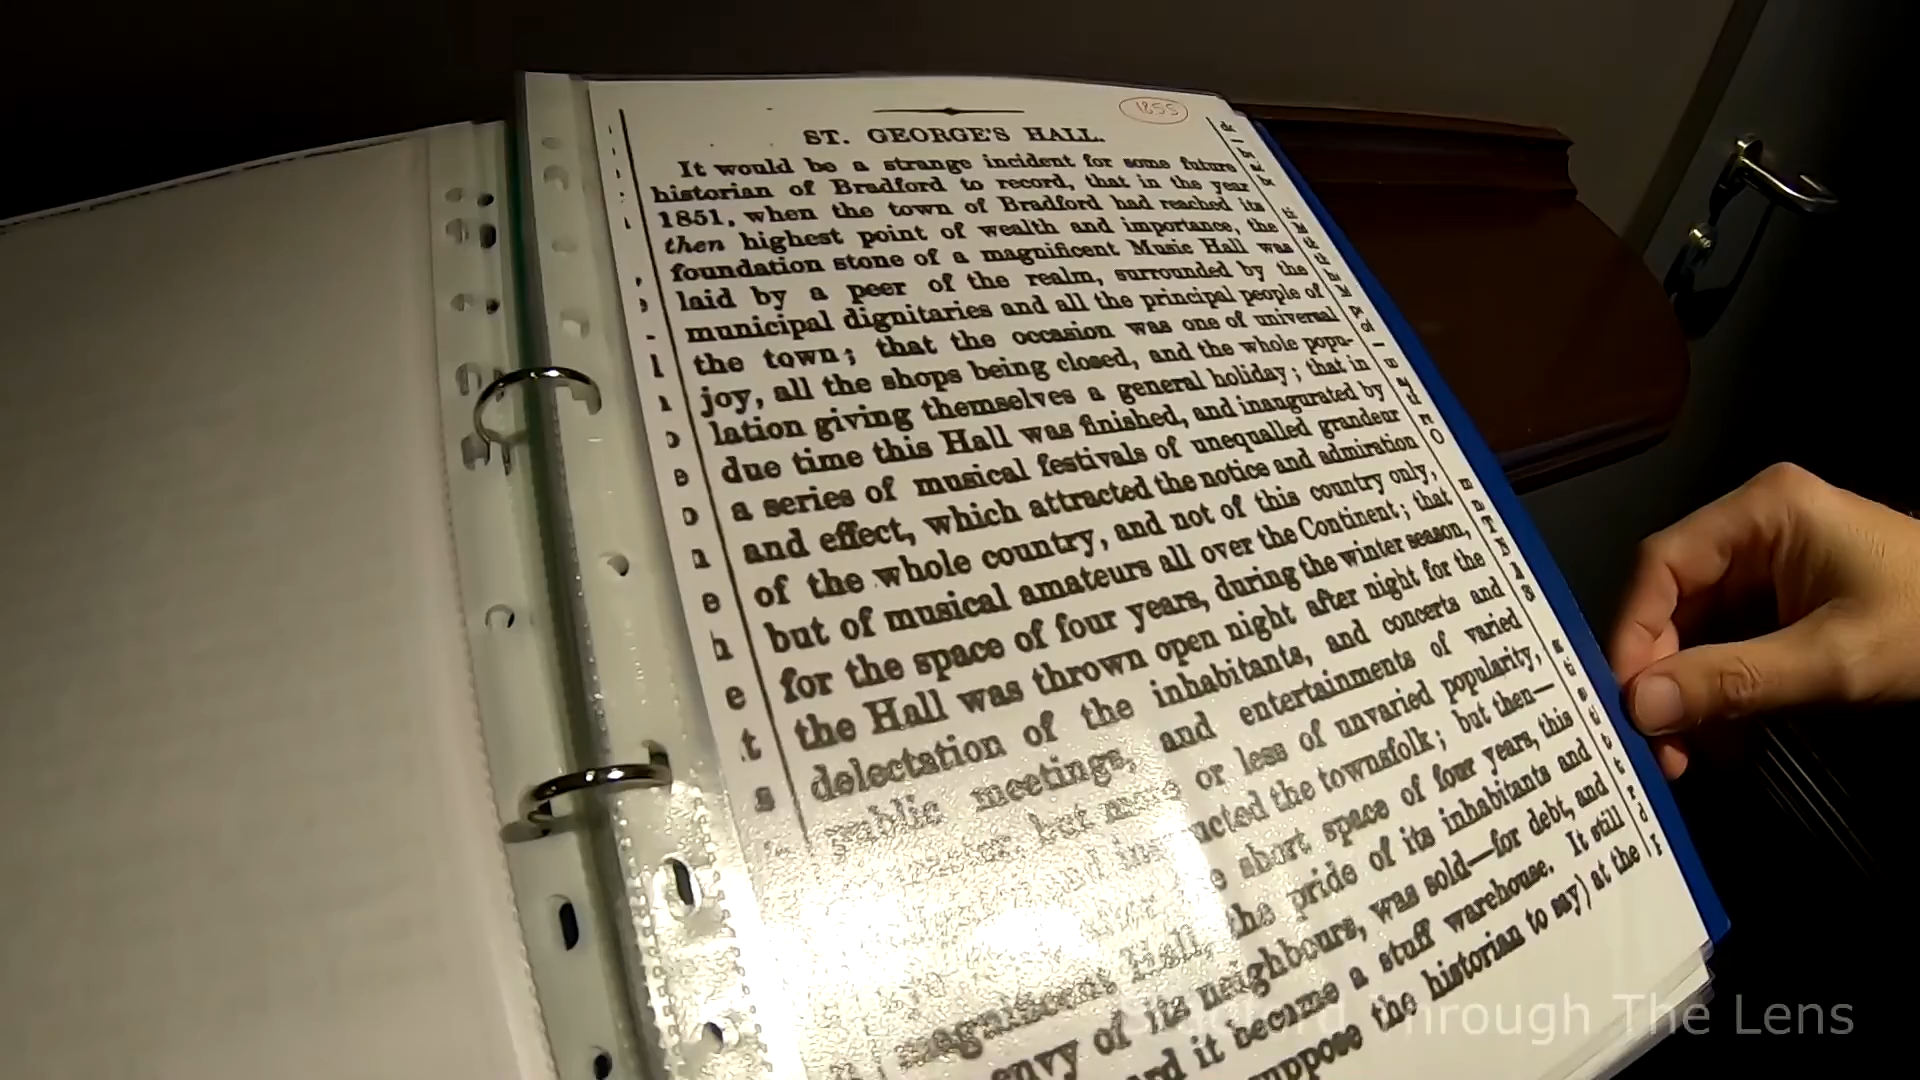 1855
ST. GEORGE'S HALL.
It would be a strange incident for some future
historian of Bradford to record, that in the year
1851, when the town of Bradford had reached its
then highest point of wealth and importance, the
foundation stone of a magnificent Music Hall was
laid by a peer of the realm, surrounded by the
municipal dignitaries and all the principal people of
the town; that the occasion was one of universal
joy, all the shops being closed, and the whole popu-
lation giving themselves a general holiday; that in
due time this Hall was finished, and inaugurated by
a series of musical festivals of unequalled grandeur
and effect, which attracted the notice and admiration
of the whole country, and not of this country only,
but of musical amateurs all over the Continent; that
for the space of four years, during the winter season,
the Hall was thrown open night after night for the
delectation of the inhabitants, and concerts and
public meetings, and entertainments of varied
but more or less of unvaried popularity,
the townsfolk; but then—
short space of four years, this
magnificent Hall, the pride of its inhabitants and
envy of its neighbours, was sold—for debt, and
it become a stuff warehouse. It still
suppose the historian to say) at the
Through The Lens